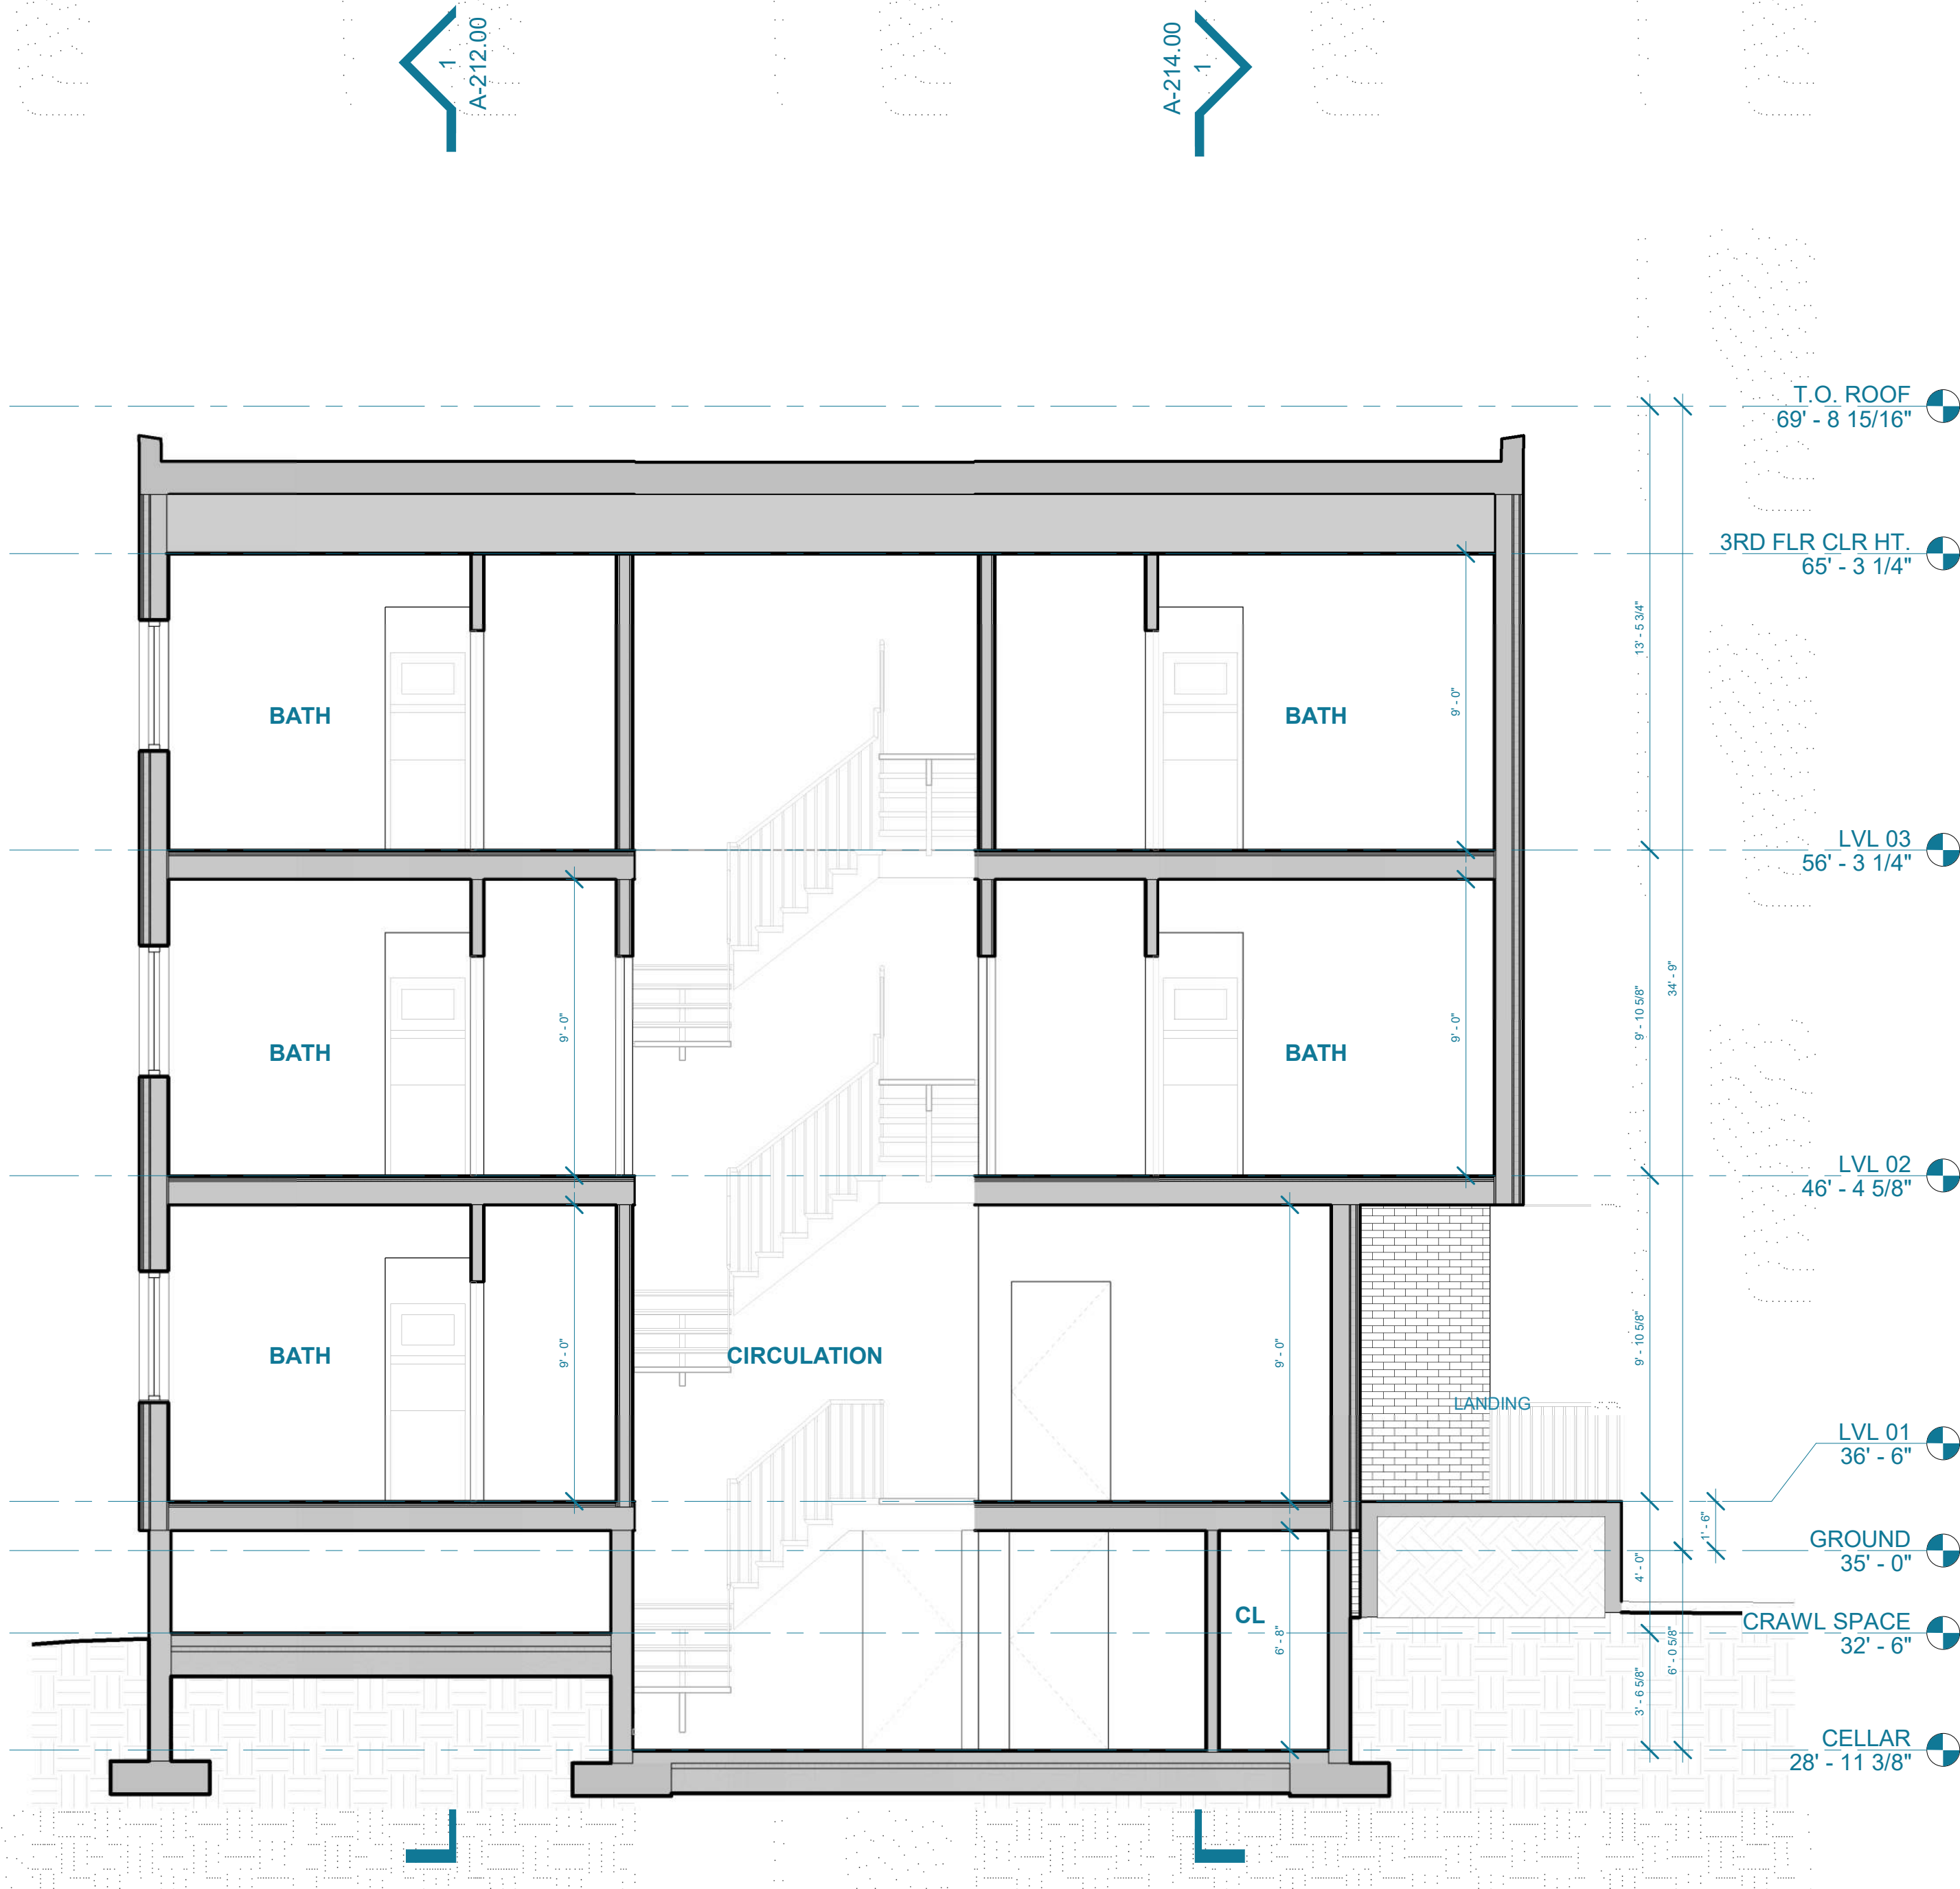 1
A-212.00
A-214.00
1
T.O. ROOF
69' - 8 15/16"
3RD FLR CLR HT.
65' - 3 1/4"
13' - 5 3/4"
9' - 0"
BATH
BATH
LVL 03
56' - 3 1/4"
34' - 9"
9' - 10 5/8"
9' - 0"
9' - 0"
BATH
BATH
LVL 02
46' - 4 5/8"
9' - 10 5/8"
9' - 0"
9' - 0"
BATH
CIRCULATION
LANDING
LVL 01
36' - 6"
1' - 6"
GROUND
35' - 0"
4' - 0"
CL
6' - 8"
CRAWL SPACE
32' - 6"
6' - 0 5/8"
3' - 6 5/8"
CELLAR
28' - 11 3/8"